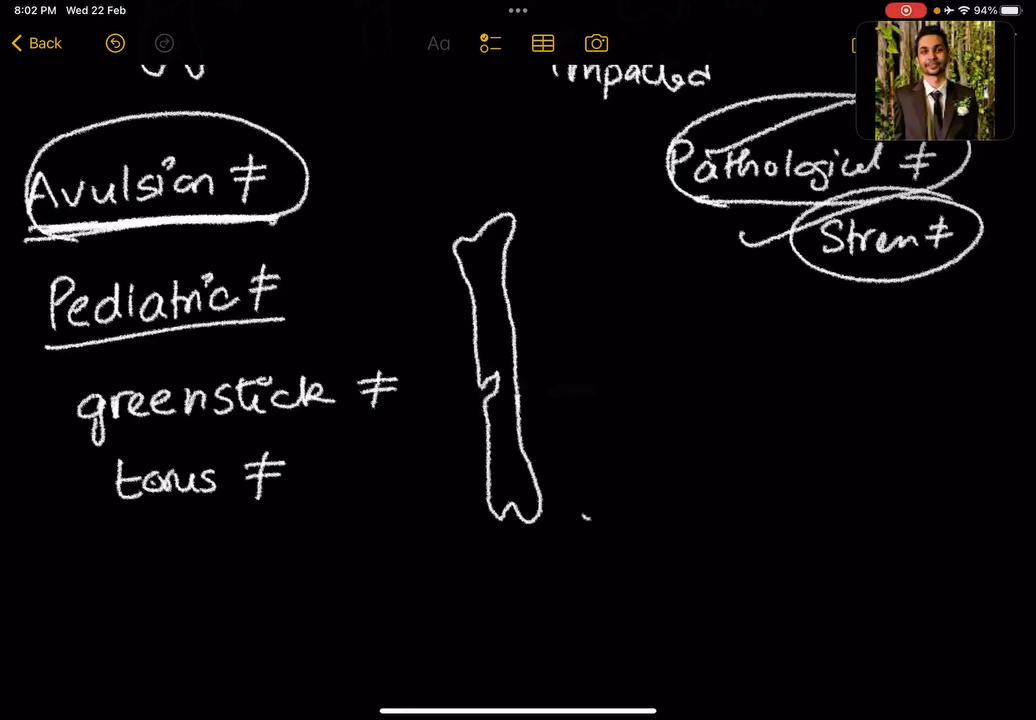 8:02 PM Wed 22 Feb
94%
Back
Aa
impacted
Avulsion ≠
Pathological ≠
Stress ≠
Pediatric ≠
greenstick ≠
torus ≠